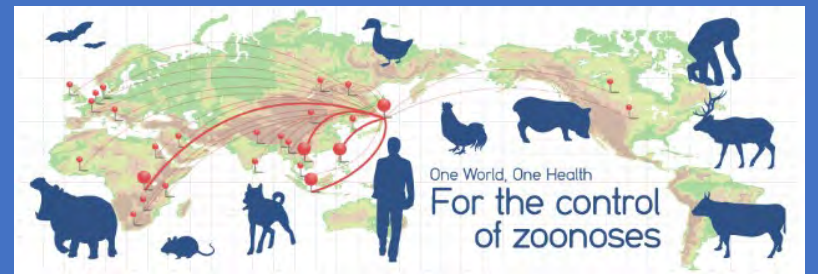 One World, One Health
For the control
of zoonoses